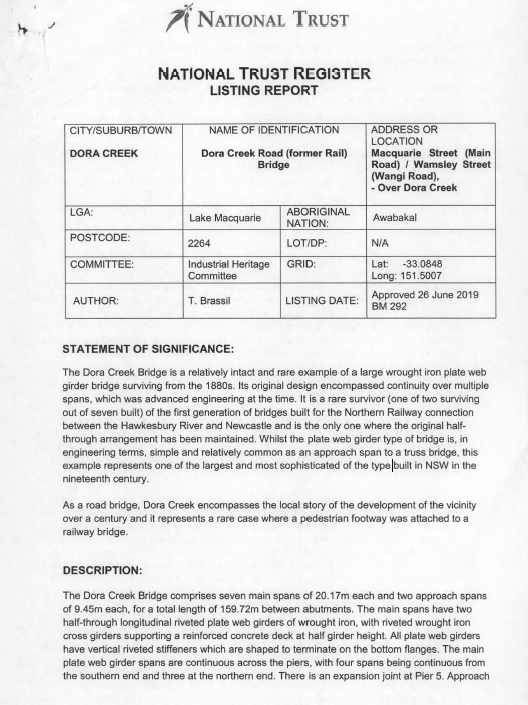 NATIONAL TRUST
NATIONAL TRUST REGISTER
LISTING REPORT
CITY/SUBURB/TOWN
DORA CREEK
NAME OF IDENTIFICATION
Dora Creek Road (former Rail)
Bridge
ADDRESS OR
LOCATION
Macquarie Street (Main
Road) / Wamsley Street
(Wangi Road),
- Over Dora Creek
LGA:
Lake Macquarie
ABORIGINAL
NATION:
Awabakal
POSTCODE:
2264
LOT/DP:
N/A
COMMITTEE:
Industrial Heritage
Committee
GRID:
Lat: -33.0848
Long: 151.5007
AUTHOR:
T. Brassil
LISTING DATE:
Approved 26 June 2019
BM 292
STATEMENT OF SIGNIFICANCE:
The Dora Creek Bridge is a relatively intact and rare example of a large wrought iron plate web
girder bridge surviving from the 1880s. Its original design encompassed continuity over multiple
spans, which was advanced engineering at the time. It is a rare survivor (one of two surviving
out of seven built) of the first generation of bridges built for the Northern Railway connection
between the Hawkesbury River and Newcastle and is the only one where the original half-
through arrangement has been maintained. Whilst the plate web girder type of bridge is, in
engineering terms, simple and relatively common as an approach span to a truss bridge, this
example represents one of the largest and most sophisticated of the type built in NSW in the
nineteenth century.
As a road bridge, Dora Creek encompasses the local story of the development of the vicinity
over a century and it represents a rare case where a pedestrian footway was attached to a
railway bridge.
DESCRIPTION:
The Dora Creek Bridge comprises seven main spans of 20.17m each and two approach spans
of 9.45m each, for a total length of 159.72m between abutments. The main spans have two
half-through longitudinal riveted plate web girders of wrought iron, with riveted wrought iron
cross girders supporting a reinforced concrete deck at half girder height. All plate web girders
have vertical riveted stiffeners which are shaped to terminate on the bottom flanges. The main
plate web girder spans are continuous across the piers, with four spans being continuous from
the southern end and three at the northern end. There is an expansion joint at Pier 5. Approach